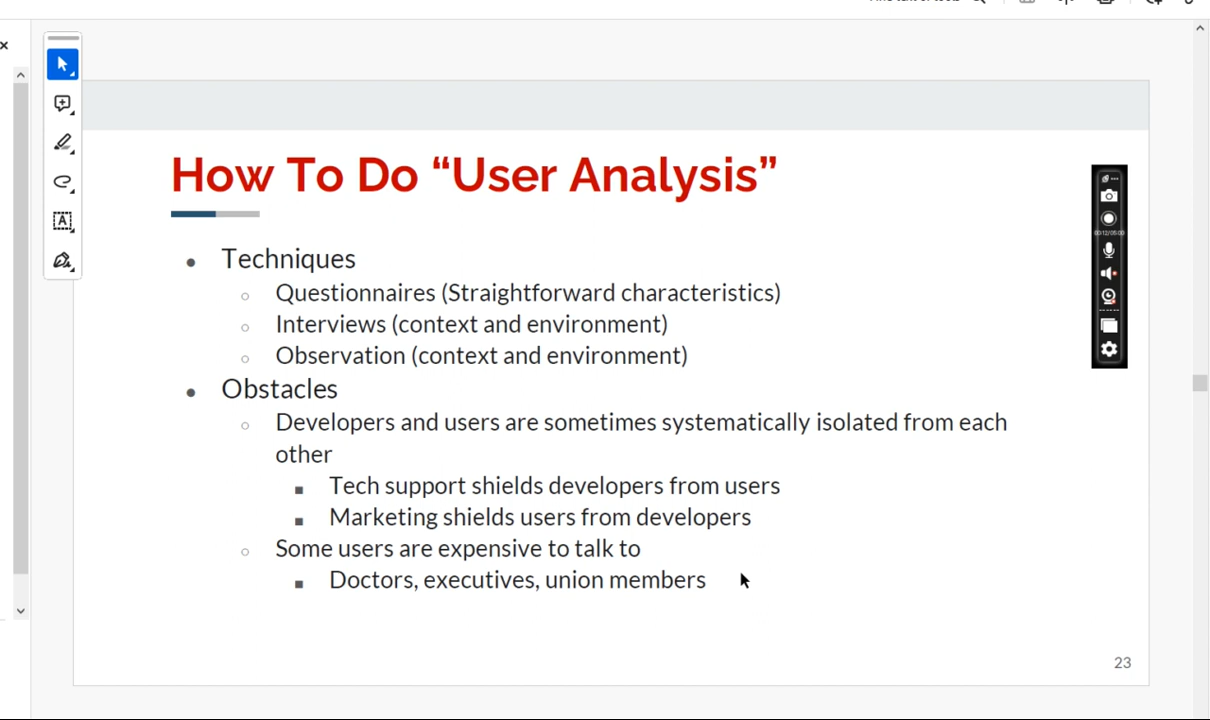 How To Do “User Analysis”
● Techniques
○ Questionnaires (Straightforward characteristics)
○ Interviews (context and environment)
○ Observation (context and environment)
● Obstacles
○ Developers and users are sometimes systematically isolated from each
other
■ Tech support shields developers from users
■ Marketing shields users from developers
○ Some users are expensive to talk to
■ Doctors, executives, union members
23